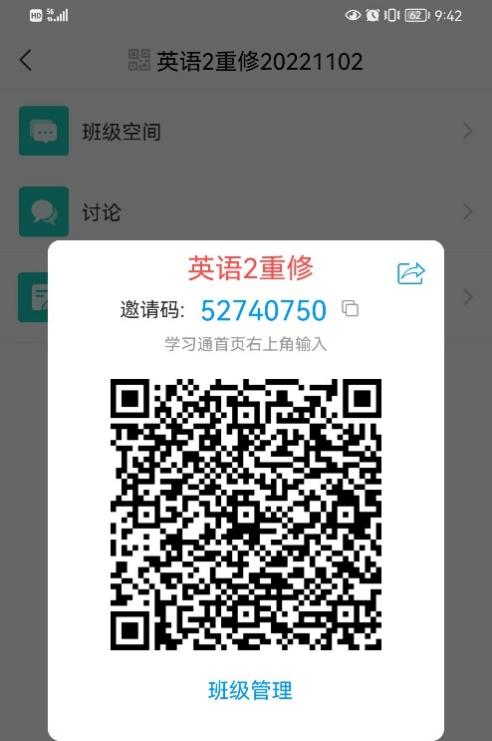 HD 5G 62 9:42
英语2重修20221102
班级空间
讨论
英语2重修
邀请码: 52740750
学习通首页右上角输入
班级管理